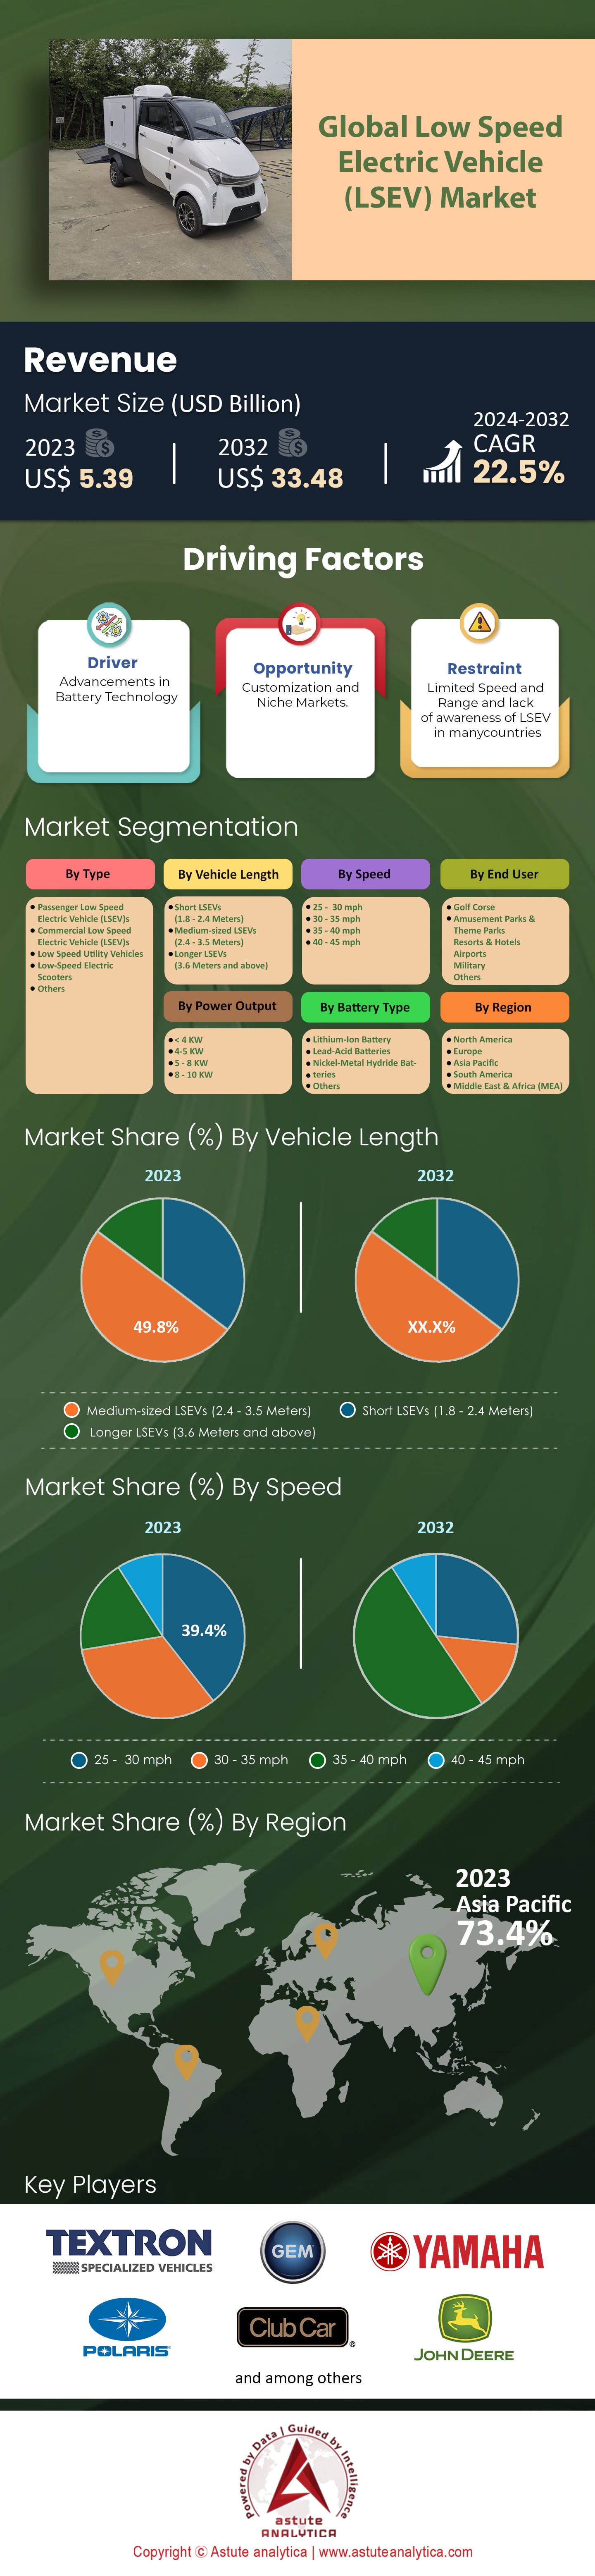 Global Low Speed
Electric Vehicle
(LSEV) Market
Revenue
Market Size (USD Billion)
2023
US$ 5.39
2032
US$ 33.48
2024-2032
CAGR
22.5%
Driving Factors
Driver
Advancements in
Battery Technology
Opportunity
Customization and
Niche Markets.
Restraint
Limited Speed and
Range and lack
of awareness of LSEV
in manycountries
Market Segmentation
By Type
Passenger Low Speed
Electric Vehicle (LSEV)s
Commercial Low Speed
Electric Vehicle (LSEV)s
Low Speed Utility Vehicles
Low-Speed Electric
Scooters
Others
By Vehicle Length
Short LSEVs
(1.8 - 2.4 Meters)
Medium-sized LSEVs
(2.4 - 3.5 Meters)
Longer LSEVs
(3.6 Meters and above)
By Speed
25 - 30 mph
30 - 35 mph
35 - 40 mph
40 - 45 mph
By End User
Golf Corse
Amusement Parks &
Theme Parks
Resorts & Hotels
Airports
Military
Others
By Power Output
< 4 KW
4-5 KW
5 - 8 KW
8 - 10 KW
By Battery Type
Lithium-Ion Battery
Lead-Acid Batteries
Nickel-Metal Hydride Bat-
teries
Others
By Region
North America
Europe
Asia Pacific
South America
Middle East & Africa (MEA)
Market Share (%) By Vehicle Length
2023
2032
49.8%
XX.X%
Medium-sized LSEVs (2.4 - 3.5 Meters)
Short LSEVs (1.8 - 2.4 Meters)
Longer LSEVs (3.6 Meters and above)
Market Share (%) By Speed
2023
2032
39.4%
25 - 30 mph
30 - 35 mph
35 - 40 mph
40 - 45 mph
Market Share (%) By Region
2023
Asia Pacific
73.4%
Key Players
TEXTRON
SPECIALIZED VEHICLES
GEM
YAMAHA
POLARIS
Club Car®
JOHN DEERE
and among others
Powered by Data | Guided by Intelligence
astute
ANALYTICA
Copyright © Astute analytica | www.astuteanalytica.com